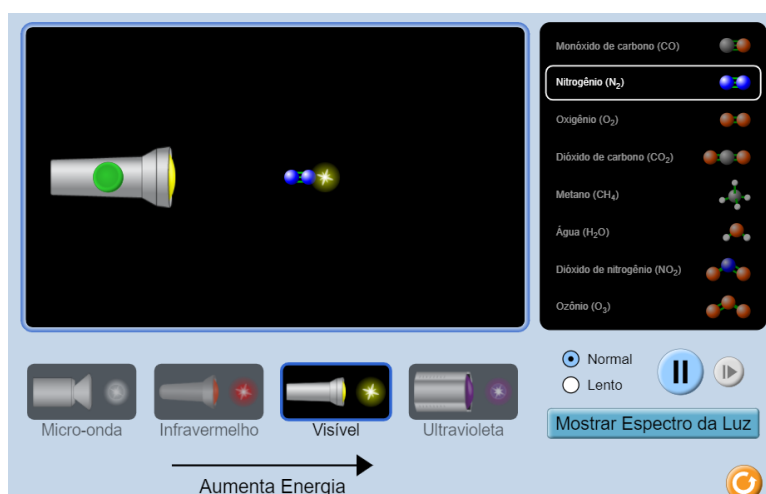 Monóxido de carbono (CO)
Nitrogênio (N₂)
Oxigênio (O₂)
Dióxido de carbono (CO₂)
Metano (CH₄)
Água (H₂O)
Dióxido de nitrogênio (NO₂)
Ozônio (O₃)
Micro-onda
Infravermelho
Visível
Ultravioleta
Aumenta Energia
Normal
Lento
Mostrar Espectro da Luz